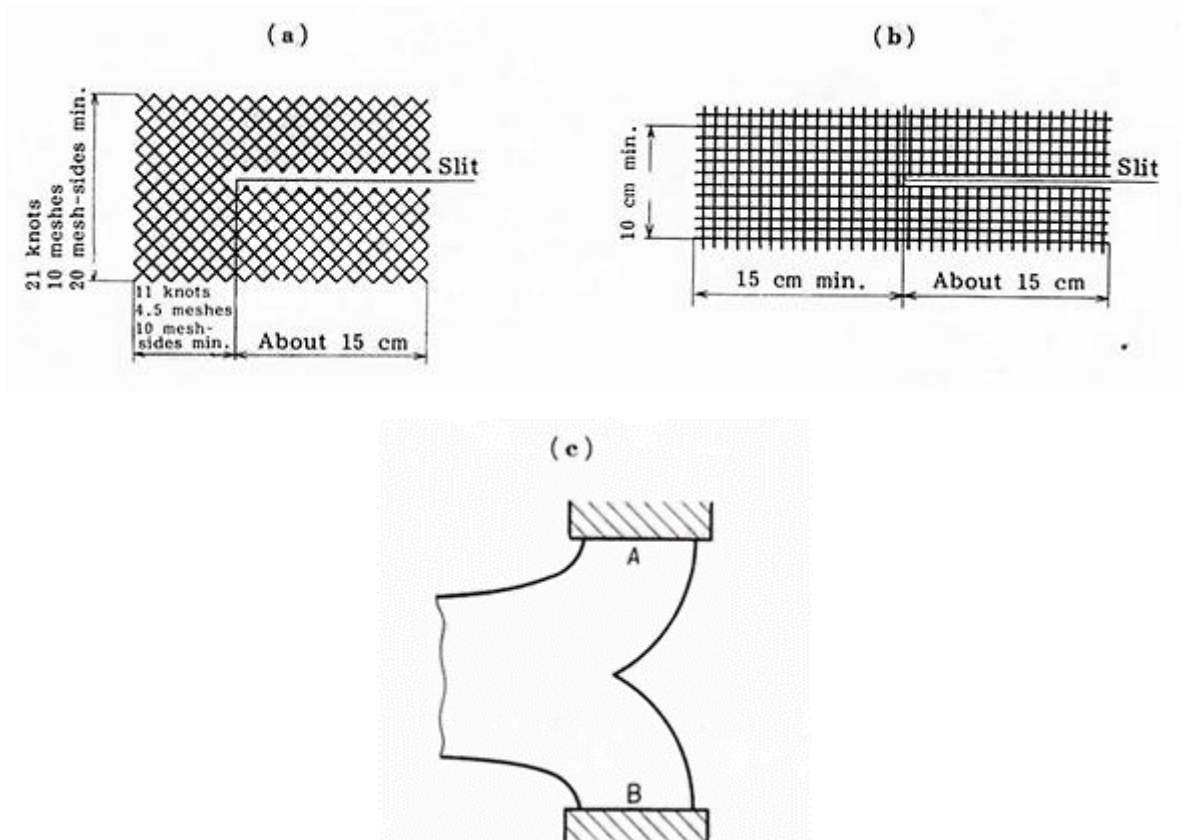 (a)
21 knots
10 meshes
20 mesh-sides min.
Slit
11 knots
4.5 meshes
10 mesh-
sides min.
About 15 cm
(b)
10 cm min.
Slit
15 cm min.
About 15 cm
(c)
A
B